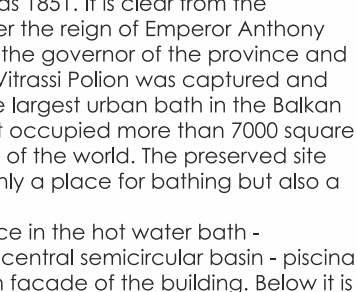 as 1851. It is clear from the
er the reign of Emperor Anthony
the governor of the province and
Vitrassi Polion was captured and
e largest urban bath in the Balkan
t occupied more than 7000 square
of the world. The preserved site
nly a place for bathing but also a
ce in the hot water bath -
central semicircular basin - piscina
n facade of the building. Below it is